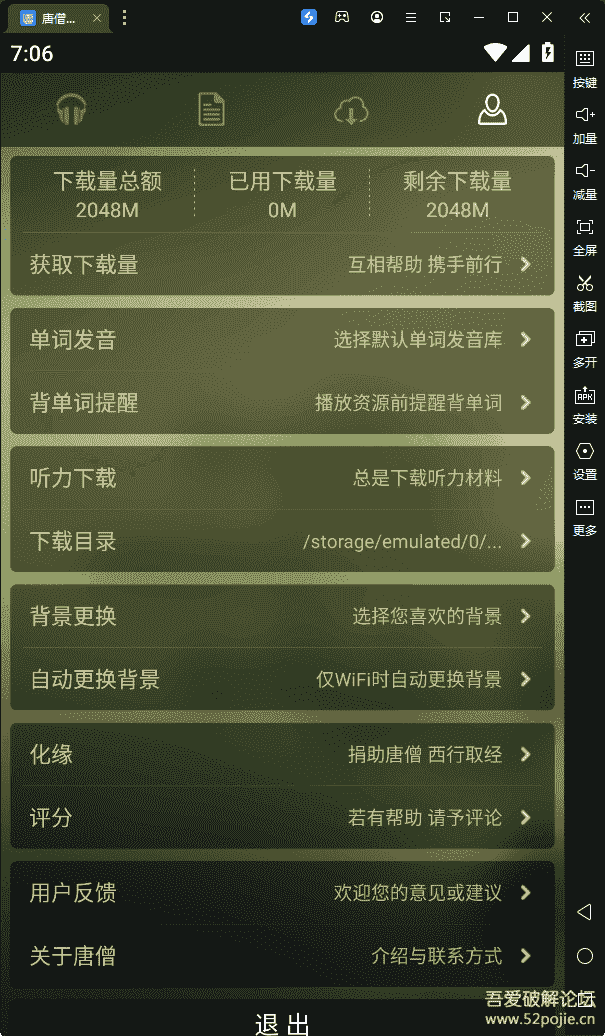 唐僧...
7:06
下载量总额 已用下载量 剩余下载量
2048M 0M 2048M
获取下载量 互相帮助 携手前行
单词发音 选择默认单词发音库
背单词提醒 播放资源前提醒背单词
听力下载 总是下载听力材料
下载目录 /storage/emulated/0/...
背景更换 选择您喜欢的背景
自动更换背景 仅WiFi时自动更换背景
化缘 捐助唐僧 西行取经
评分 若有帮助 请予评论
用户反馈 欢迎您的意见或建议
关于唐僧 介绍与联系方式
退出
按键
加量
减量
全屏
截图
多开
APK
安装
设置
更多
吾爱破解论坛
www.52pojie.cn